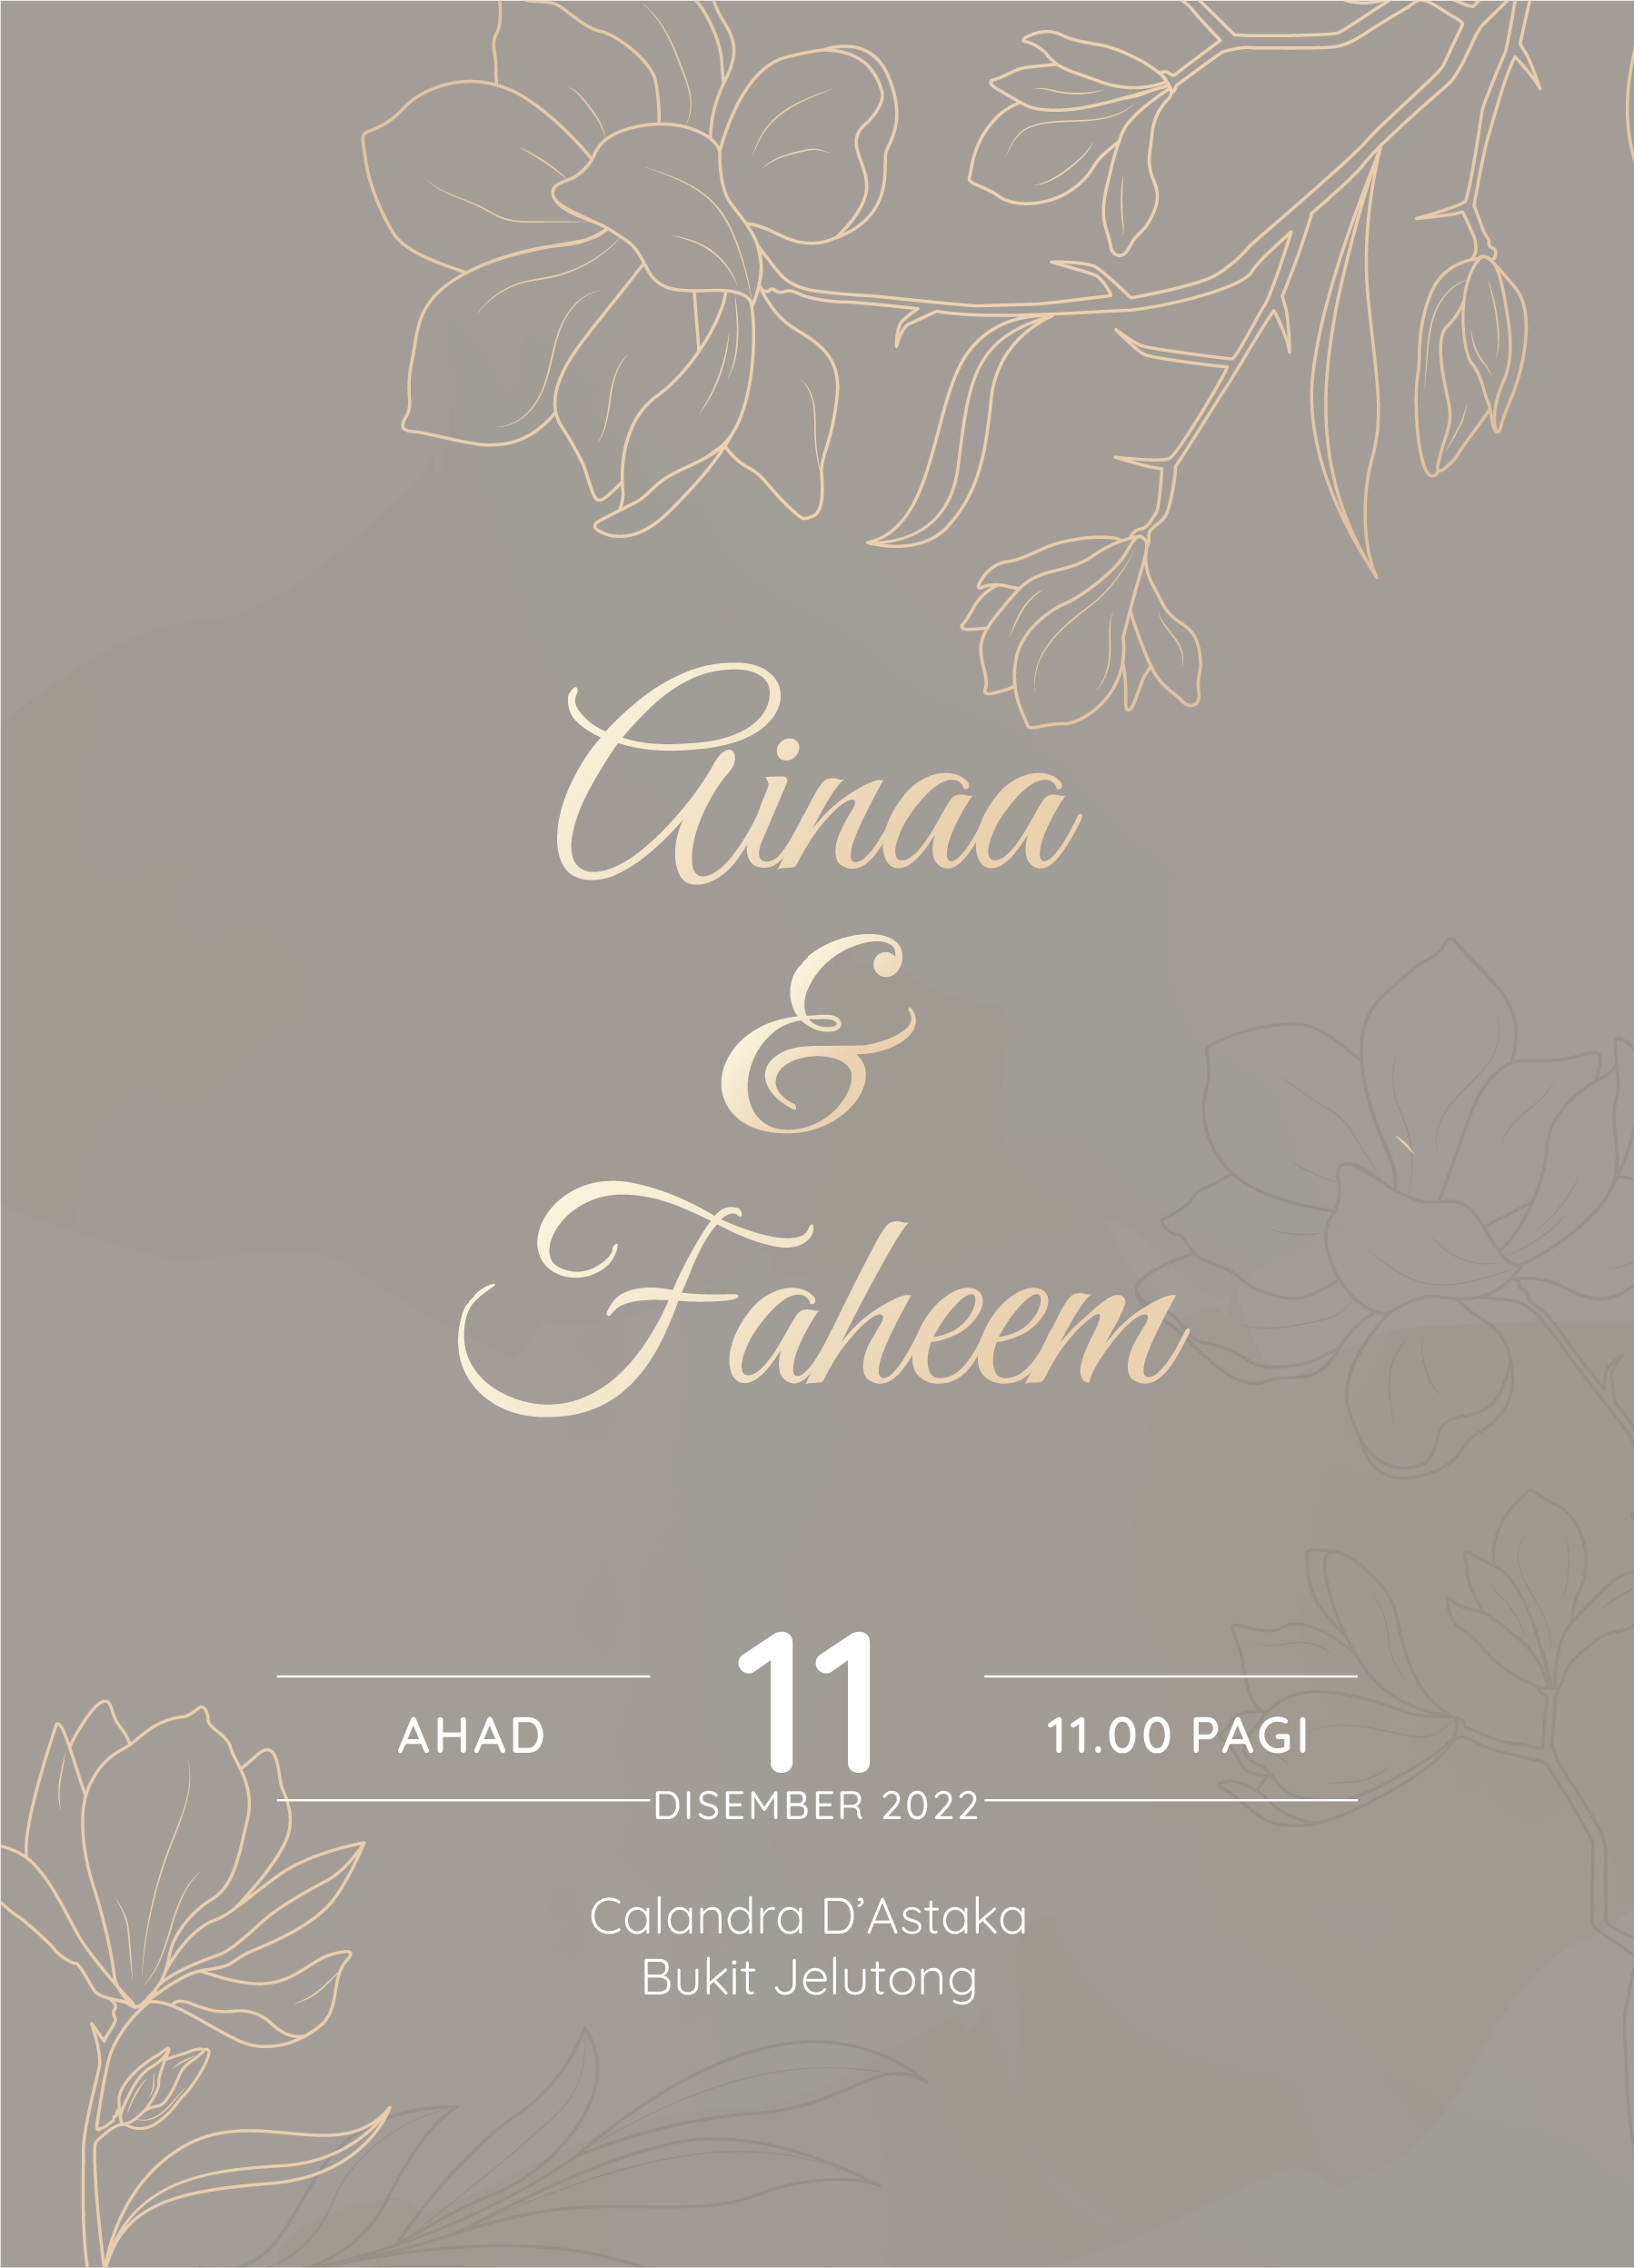 Ainaa
&
Faheem
AHAD
11
11.00 PAGI
DISEMBER 2022
Calandra D'Astaka
Bukit Jelutong